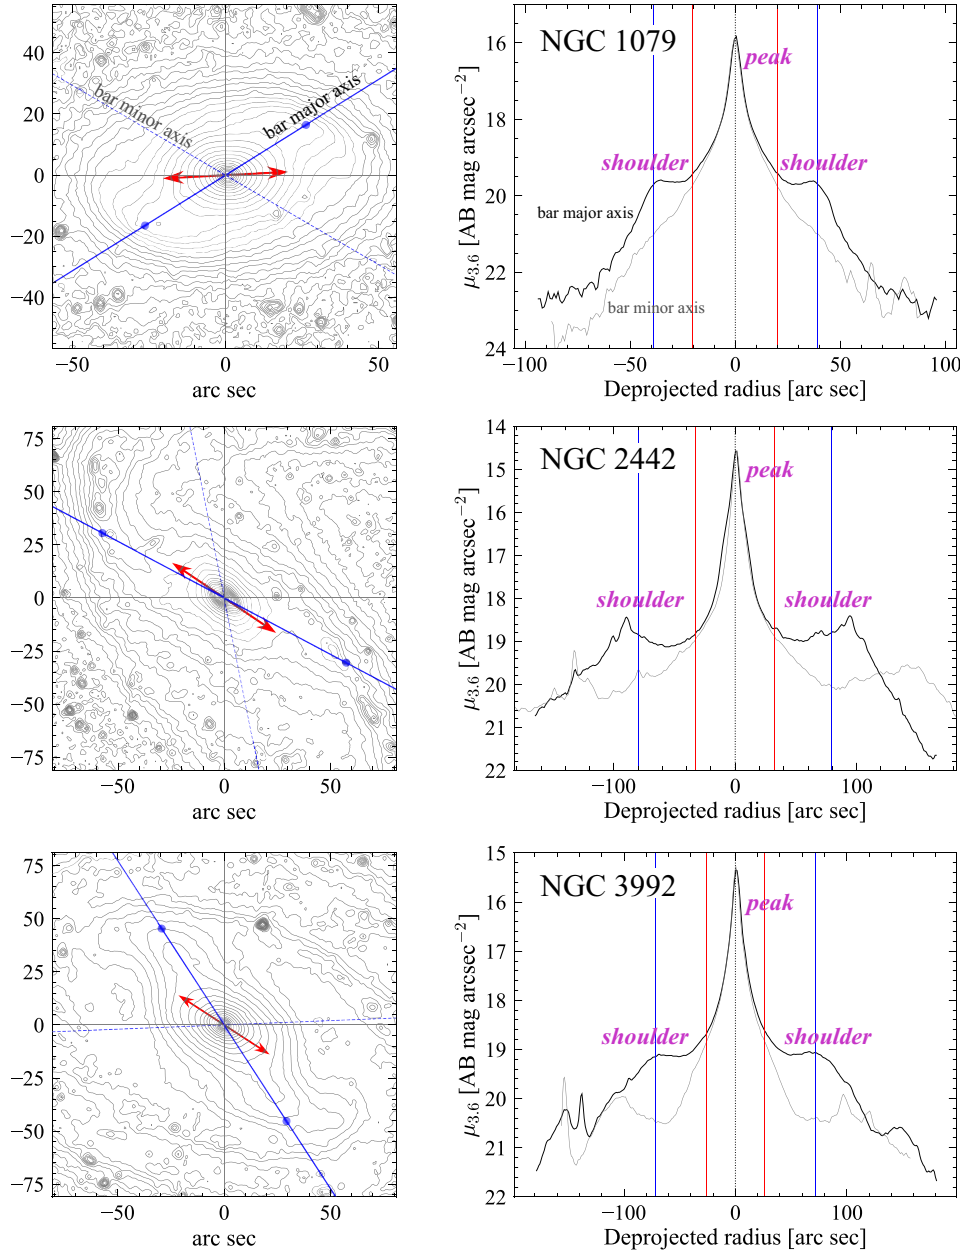 40
20
0
−20
−40
bar minor axis
bar major axis
−50
0
50
arc sec
NGC 1079
peak
shoulder
shoulder
bar major axis
bar minor axis
16
18
20
22
24
μ3.6 [AB mag arcsec−2]
−100
−50
0
50
100
Deprojected radius [arc sec]
75
50
25
0
−25
−50
−75
−50
0
50
arc sec
NGC 2442
peak
shoulder
shoulder
14
15
16
17
18
19
20
21
22
μ3.6 [AB mag arcsec−2]
−100
0
100
Deprojected radius [arc sec]
75
50
25
0
−25
−50
−75
−50
0
50
arc sec
NGC 3992
peak
shoulder
shoulder
15
16
17
18
19
20
21
22
μ3.6 [AB mag arcsec−2]
−100
0
100
Deprojected radius [arc sec]